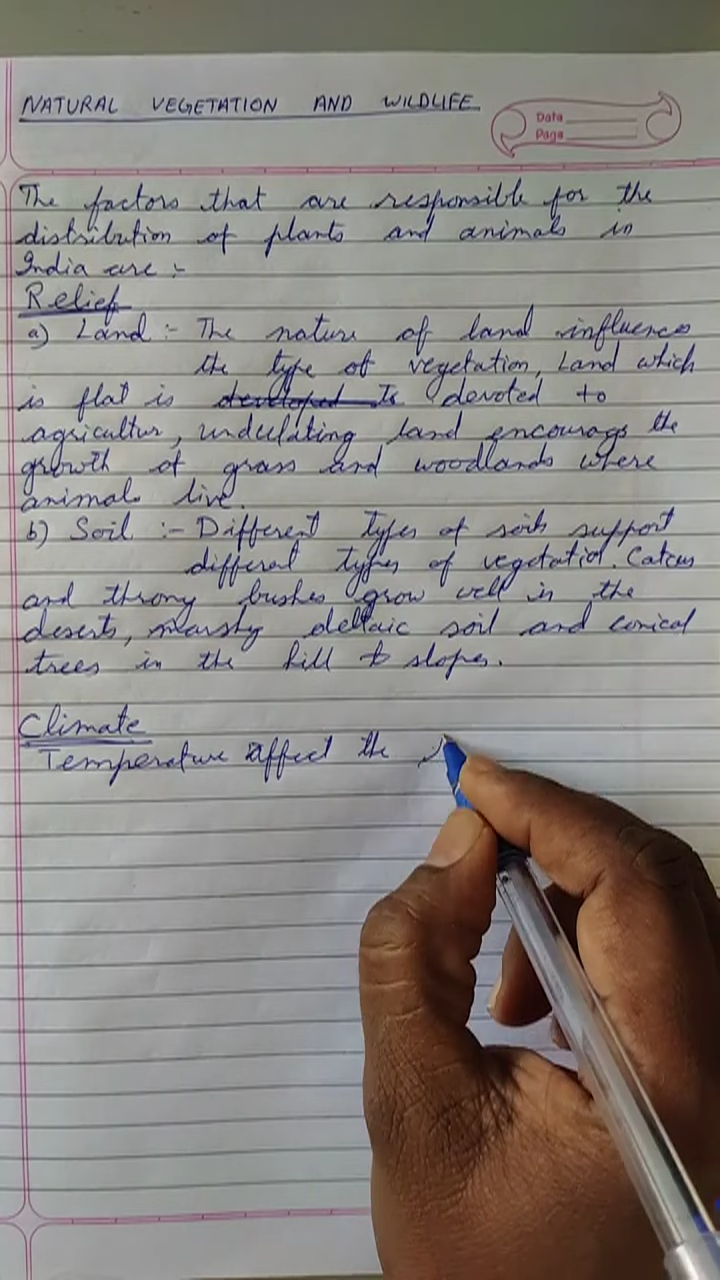 NATURAL VEGETATION AND WILDLIFE
Date
Page
The factors that are responsible for the
distribution of plants and animals in
India are :-
Relief
a) Land :- The nature of land influences
the type of vegetation, Land which
is flat is developed Is devoted to
agricultur, undulating land encourags the
growth of grass and woodlands where
animals live.
b) Soil :- Different types of soils support
different types of vegetation. Catcus
and throny bushes grow well in the
deserts, marshy deltaic soil and conical
trees in the hill slopes.
Climate
Temperature affect the